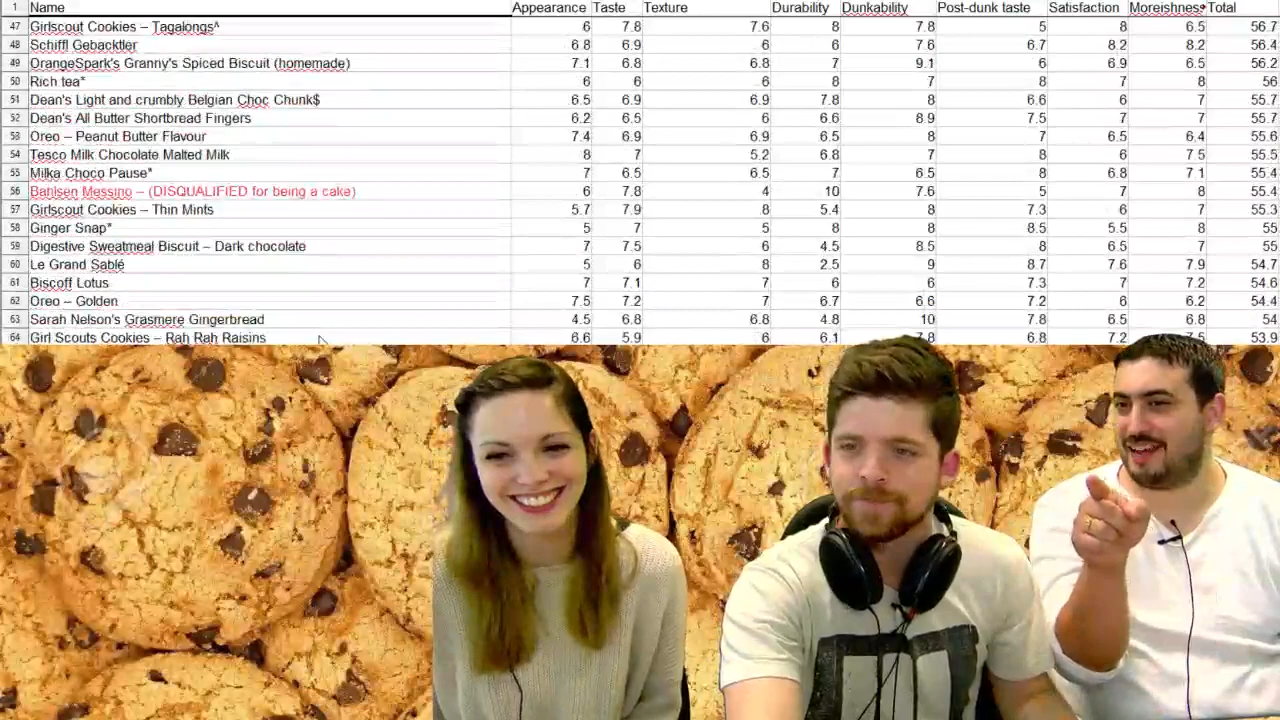 1 Name Appearance Taste Texture Durability Dunkability Post-dunk taste Satisfaction Moreishness Total
47 Girlscout Cookies – Tagalongs^ 6 7.8 7.6 8 7.8 5 8 6.5 56.7
48 Schiffl Gebacktler 6.8 6.9 6 6 7.6 6.7 8.2 8.2 56.4
49 OrangeSpark's Granny's Spiced Biscuit (homemade) 7.1 6.8 6.8 7 9.1 6 6.9 6.5 56.2
50 Rich tea* 6 6 6 8 7 8 7 8 56
51 Dean's Light and crumbly Belgian Choc Chunk$ 6.5 6.9 6.9 7.8 8 6.6 6 7 55.7
52 Dean's All Butter Shortbread Fingers 6.2 6.5 6 6.6 8.9 7.5 7 7 55.7
53 Oreo – Peanut Butter Flavour 7.4 6.9 6.9 6.5 8 7 6.5 6.4 55.6
54 Tesco Milk Chocolate Malted Milk 8 7 5.2 6.8 7 8 6 7.5 55.5
55 Milka Choco Pause* 7 6.5 6.5 7 6.5 8 6.8 7.1 55.4
56 Bahlsen Messino – (DISQUALIFIED for being a cake) 6 7.8 4 10 7.6 5 7 8 55.4
57 Girlscout Cookies – Thin Mints 5.7 7.9 8 5.4 8 7.3 6 7 55.3
58 Ginger Snap* 5 7 5 8 8 8.5 5.5 8 55
59 Digestive Sweatmeal Biscuit – Dark chocolate 7 7.5 6 4.5 8.5 8 6.5 7 55
60 Le Grand Sablé 5 6 8 2.5 9 8.7 7.6 7.9 54.7
61 Biscoff Lotus 7 7.1 7 6 6 7.3 7 7.2 54.6
62 Oreo – Golden 7.5 7.2 7 6.7 6.6 7.2 6 6.2 54.4
63 Sarah Nelson's Grasmere Gingerbread 4.5 6.8 6.8 4.8 10 7.8 6.5 6.8 54
64 Girl Scouts Cookies – Rah Rah Raisins 6.6 5.9 6 6.1 7.8 6.8 7.2 7.5 53.9